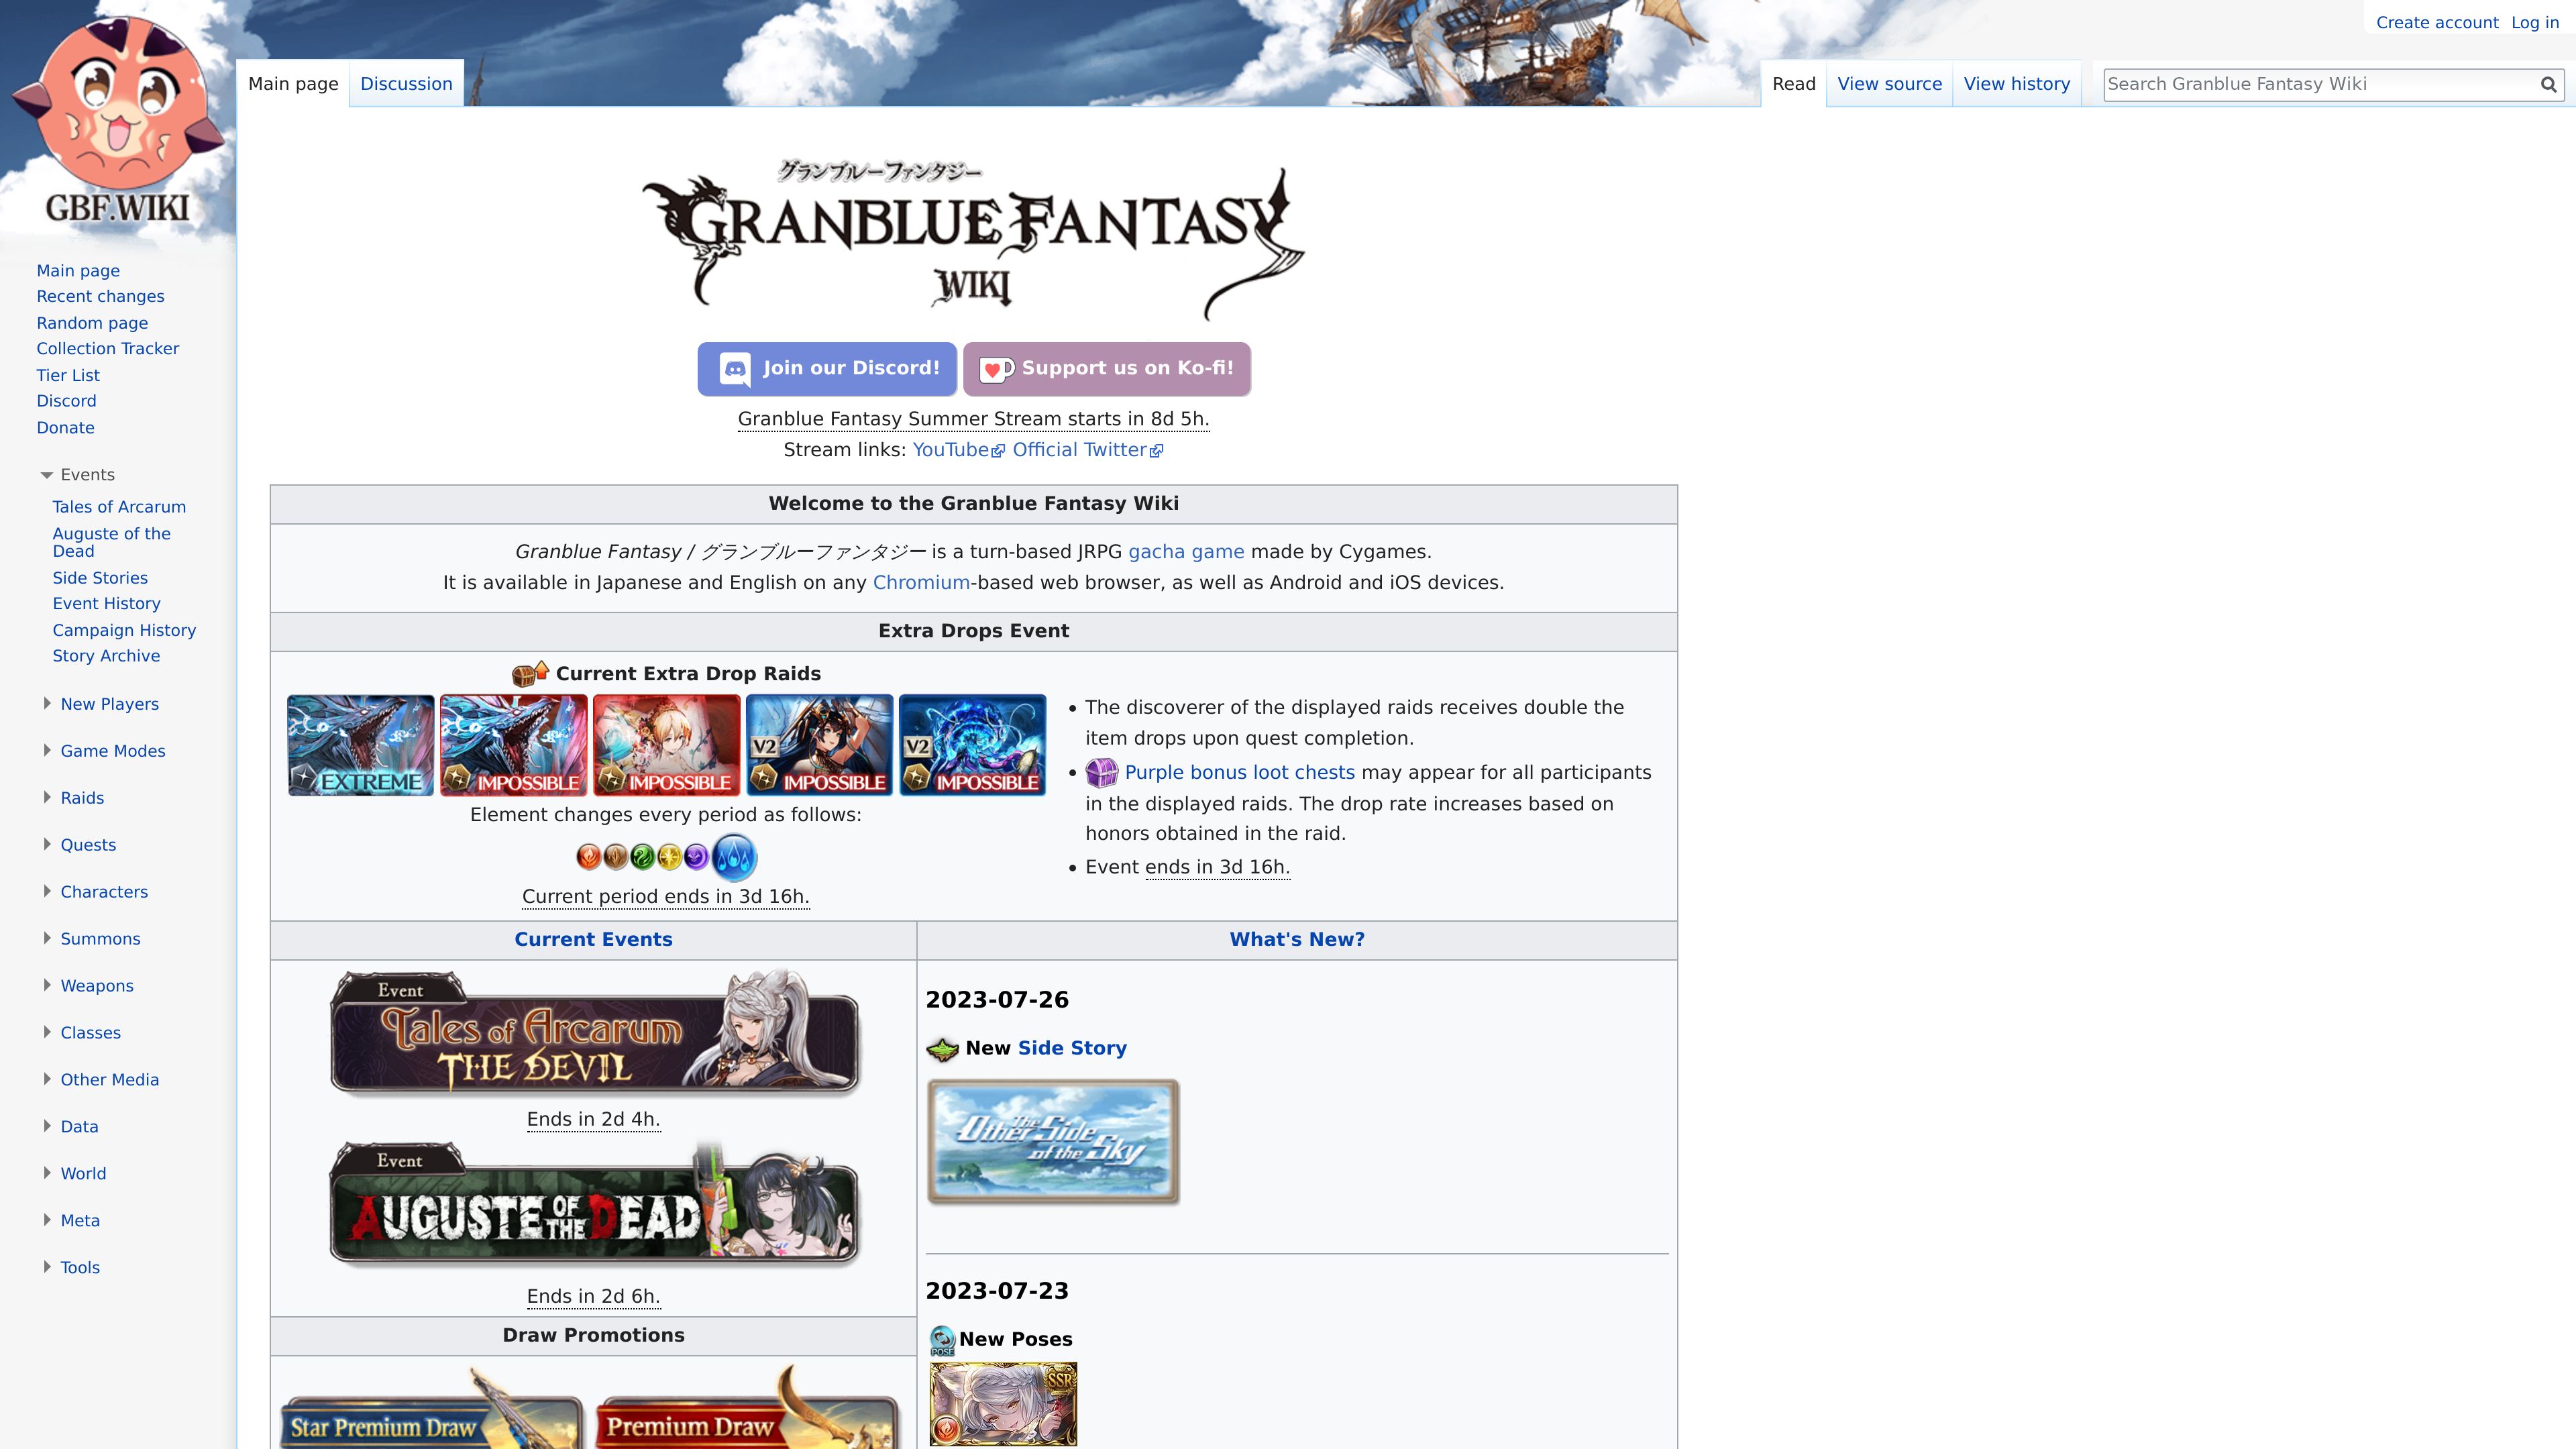 Create account Log in
Main page Discussion
Read View source View history Search Granblue Fantasy Wiki
GBF.WIKI
Main page
Recent changes
Random page
Collection Tracker
Tier List
Discord
Donate
Events
Tales of Arcarum
Auguste of the
Dead
Side Stories
Event History
Campaign History
Story Archive
New Players
Game Modes
Raids
Quests
Characters
Summons
Weapons
Classes
Other Media
Data
World
Meta
Tools
グランブルーファンタジー
GRANBLUE FANTASY
WIKI
Join our Discord! Support us on Ko-fi!
Granblue Fantasy Summer Stream starts in 8d 5h.
Stream links: YouTube Official Twitter
Welcome to the Granblue Fantasy Wiki
Granblue Fantasy / グランブルーファンタジー is a turn-based JRPG gacha game made by Cygames.
It is available in Japanese and English on any Chromium-based web browser, as well as Android and iOS devices.
Extra Drops Event
Current Extra Drop Raids
EXTREME
IMPOSSIBLE
IMPOSSIBLE
V2
IMPOSSIBLE
V2
IMPOSSIBLE
Element changes every period as follows:
Current period ends in 3d 16h.
• The discoverer of the displayed raids receives double the
item drops upon quest completion.
• Purple bonus loot chests may appear for all participants
in the displayed raids. The drop rate increases based on
honors obtained in the raid.
• Event ends in 3d 16h.
Current Events
Event
Tales of Arcarum
THE DEVIL
Ends in 2d 4h.
Event
AUGUSTE OF THE DEAD
Ends in 2d 6h.
Draw Promotions
Star Premium Draw
Premium Draw
What's New?
2023-07-26
New Side Story
The Other Side
of the Sky
2023-07-23
POSE
New Poses
SSR